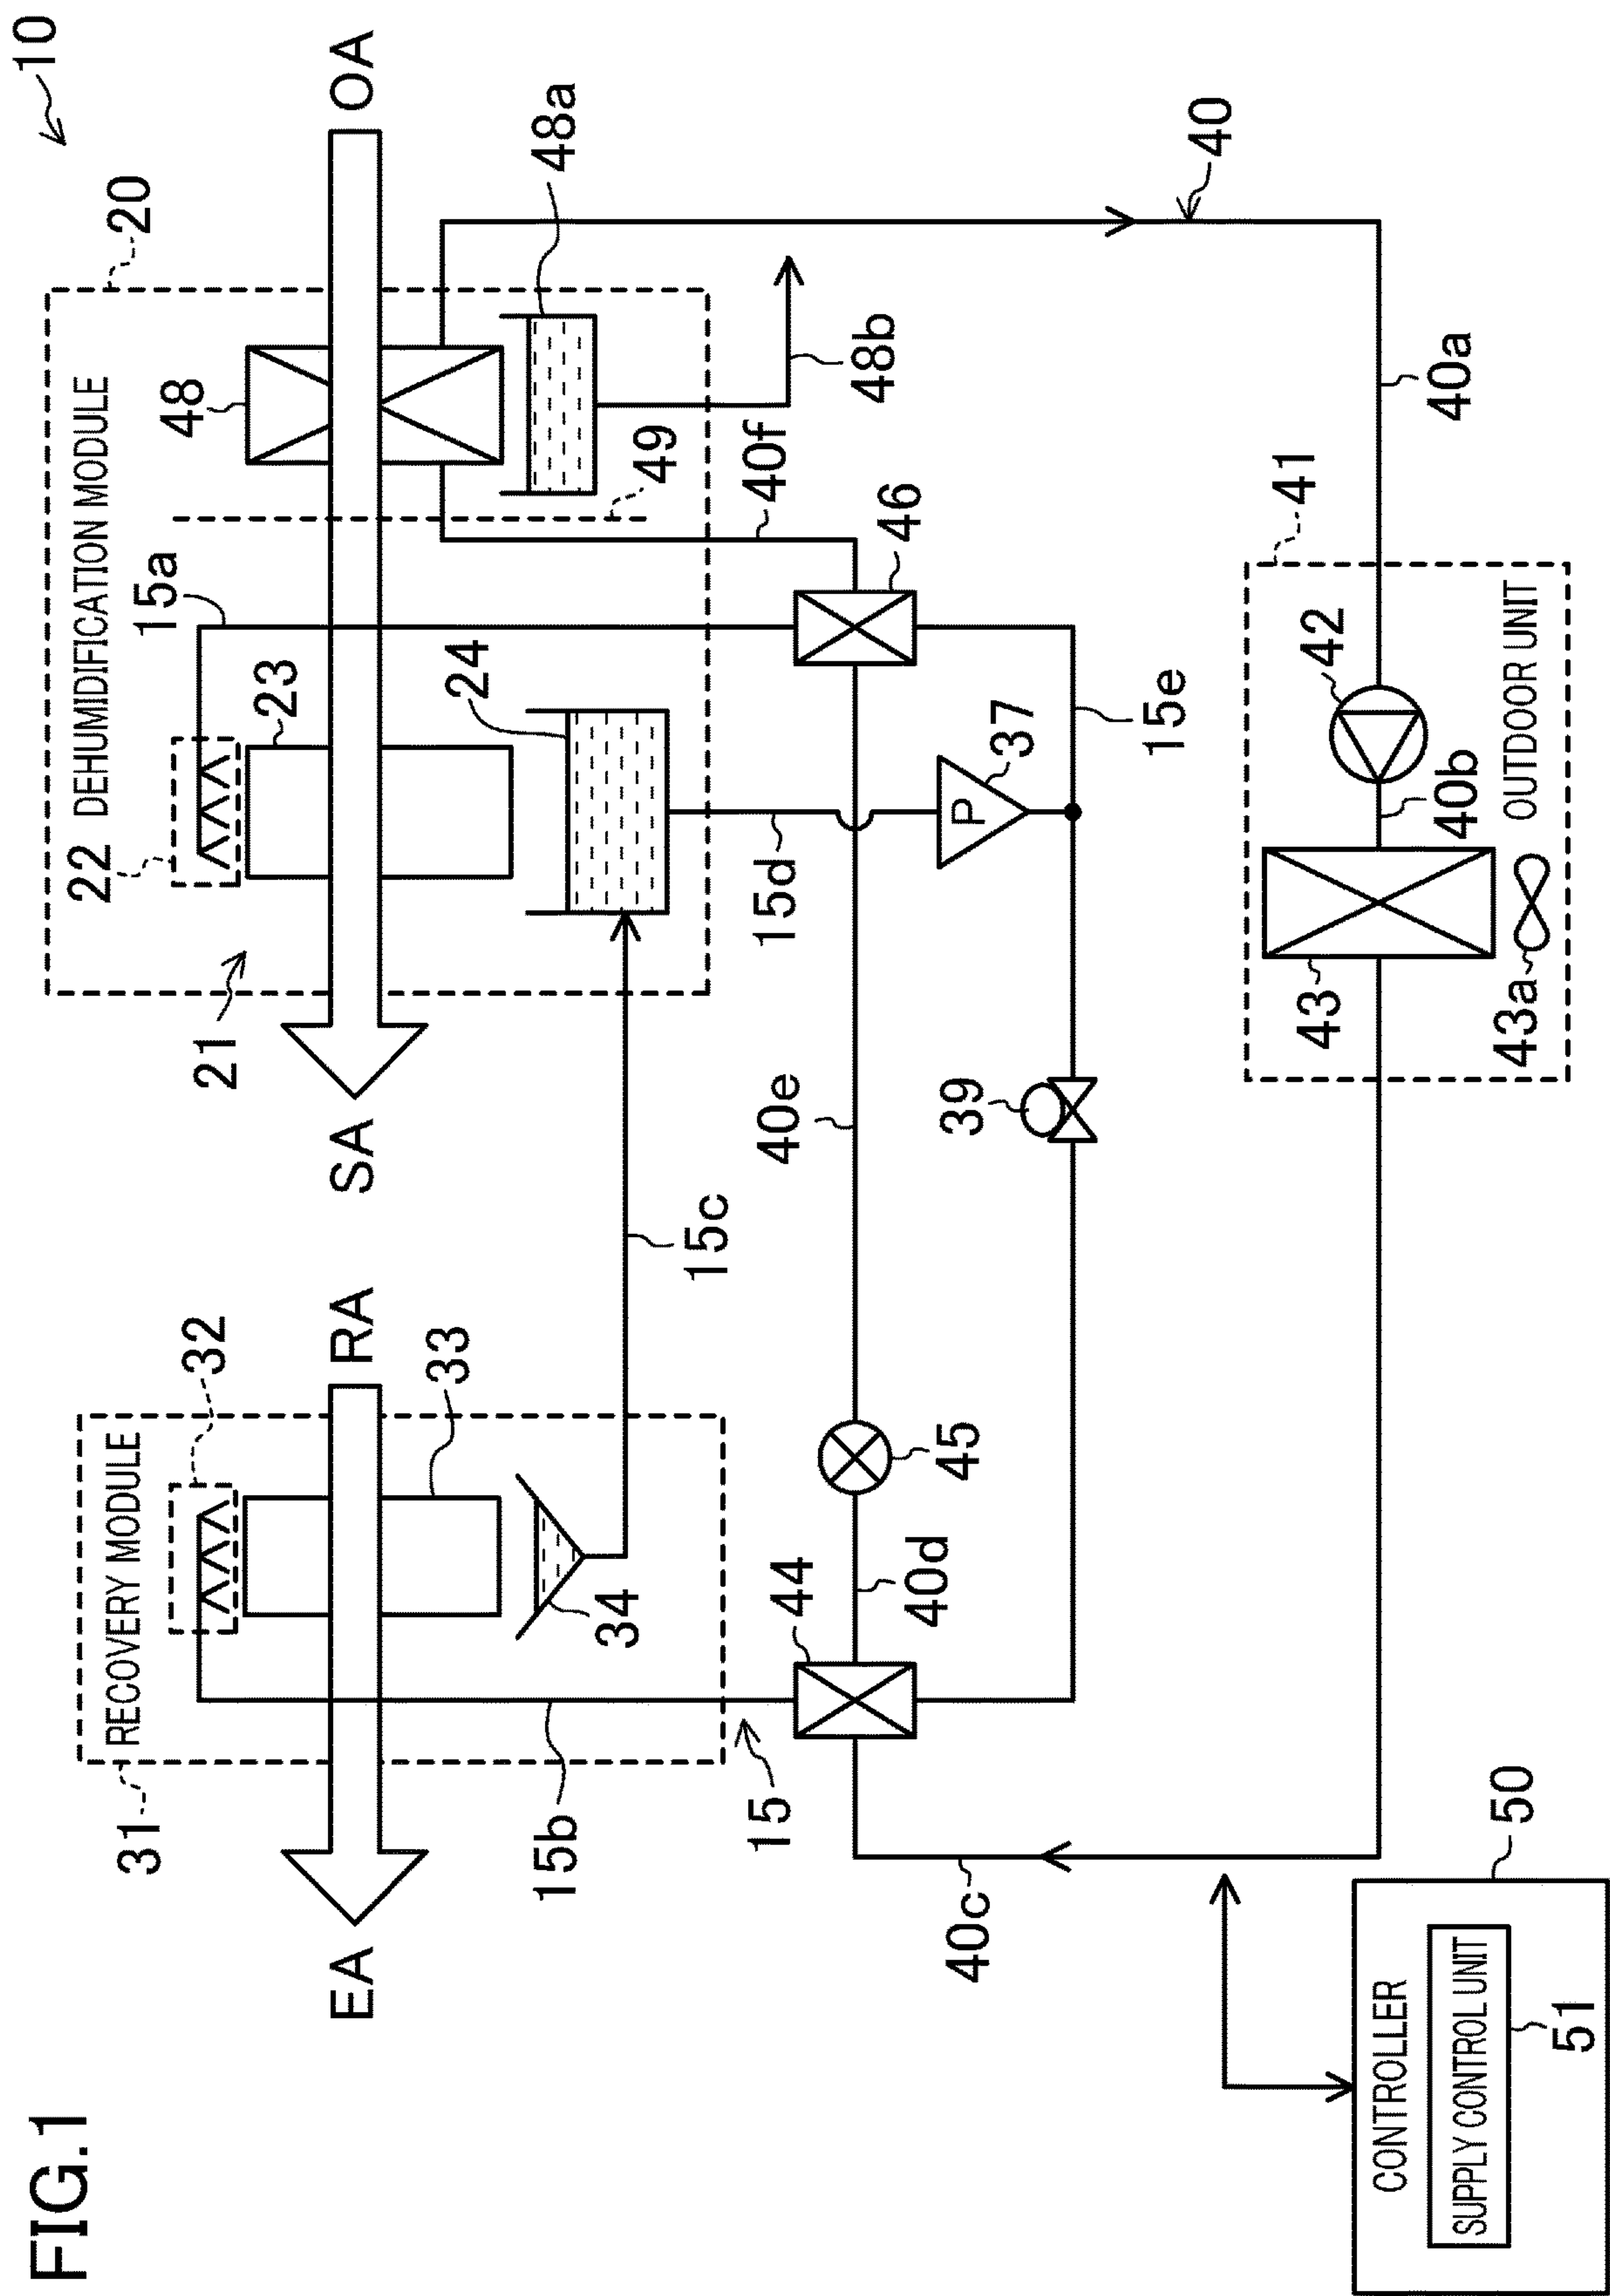 FIG.1
10
20
DEHUMIDIFICATION MODULE
22
15a
48
OA
48a
23
21
24
49
48b
SA
40f
46
40
15c
15d
37
15e
40e
39
RECOVERY MODULE
31
32
RA
33
EA
34
15b
15
44
40d
45
40c
41
OUTDOOR UNIT
42
40a
40b
43
43a
50
CONTROLLER
SUPPLY CONTROL UNIT
51
P